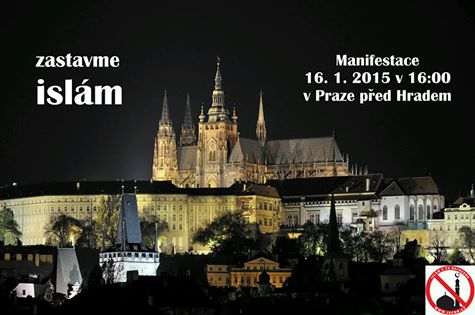 zastavme
islám
Manifestace
16. 1. 2015 v 16:00
v Praze před Hradem